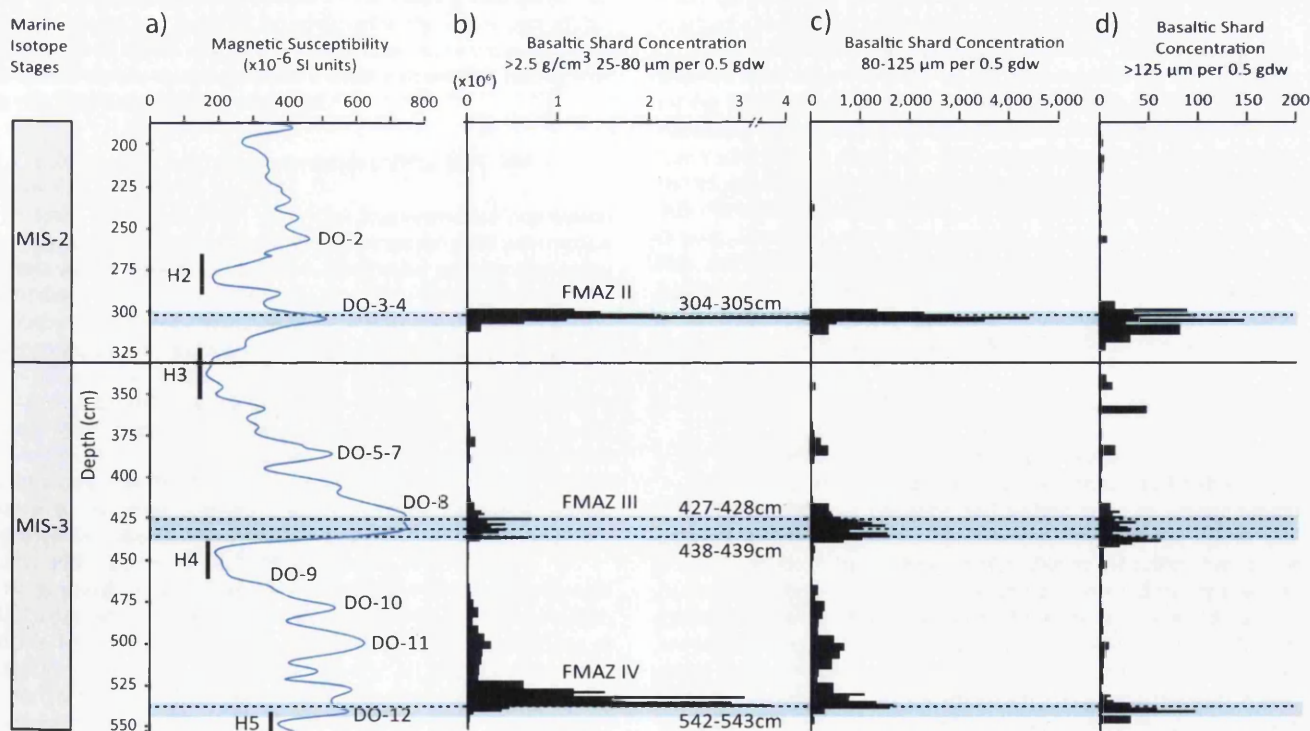 Marine
Isotope
Stages
a)
Magnetic Susceptibility
(x10⁻⁶ SI units)
0 200 400 600 800
b)
Basaltic Shard Concentration
>2.5 g/cm³ 25-80 µm per 0.5 gdw
(x10⁶)
0 1 2 3 4
c)
Basaltic Shard Concentration
80-125 µm per 0.5 gdw
0 1,000 2,000 3,000 4,000 5,000
d)
Basaltic Shard
Concentration
>125 µm per 0.5 gdw
0 50 100 150 200
MIS-2
MIS-3
Depth (cm)
200
225
250
275
300
325
350
375
400
425
450
475
500
525
550
DO-2
H2
DO-3-4
H3
DO-5-7
DO-8
H4
DO-9
DO-10
DO-11
DO-12
H5
FMAZ II
304-305cm
FMAZ III
427-428cm
438-439cm
FMAZ IV
542-543cm